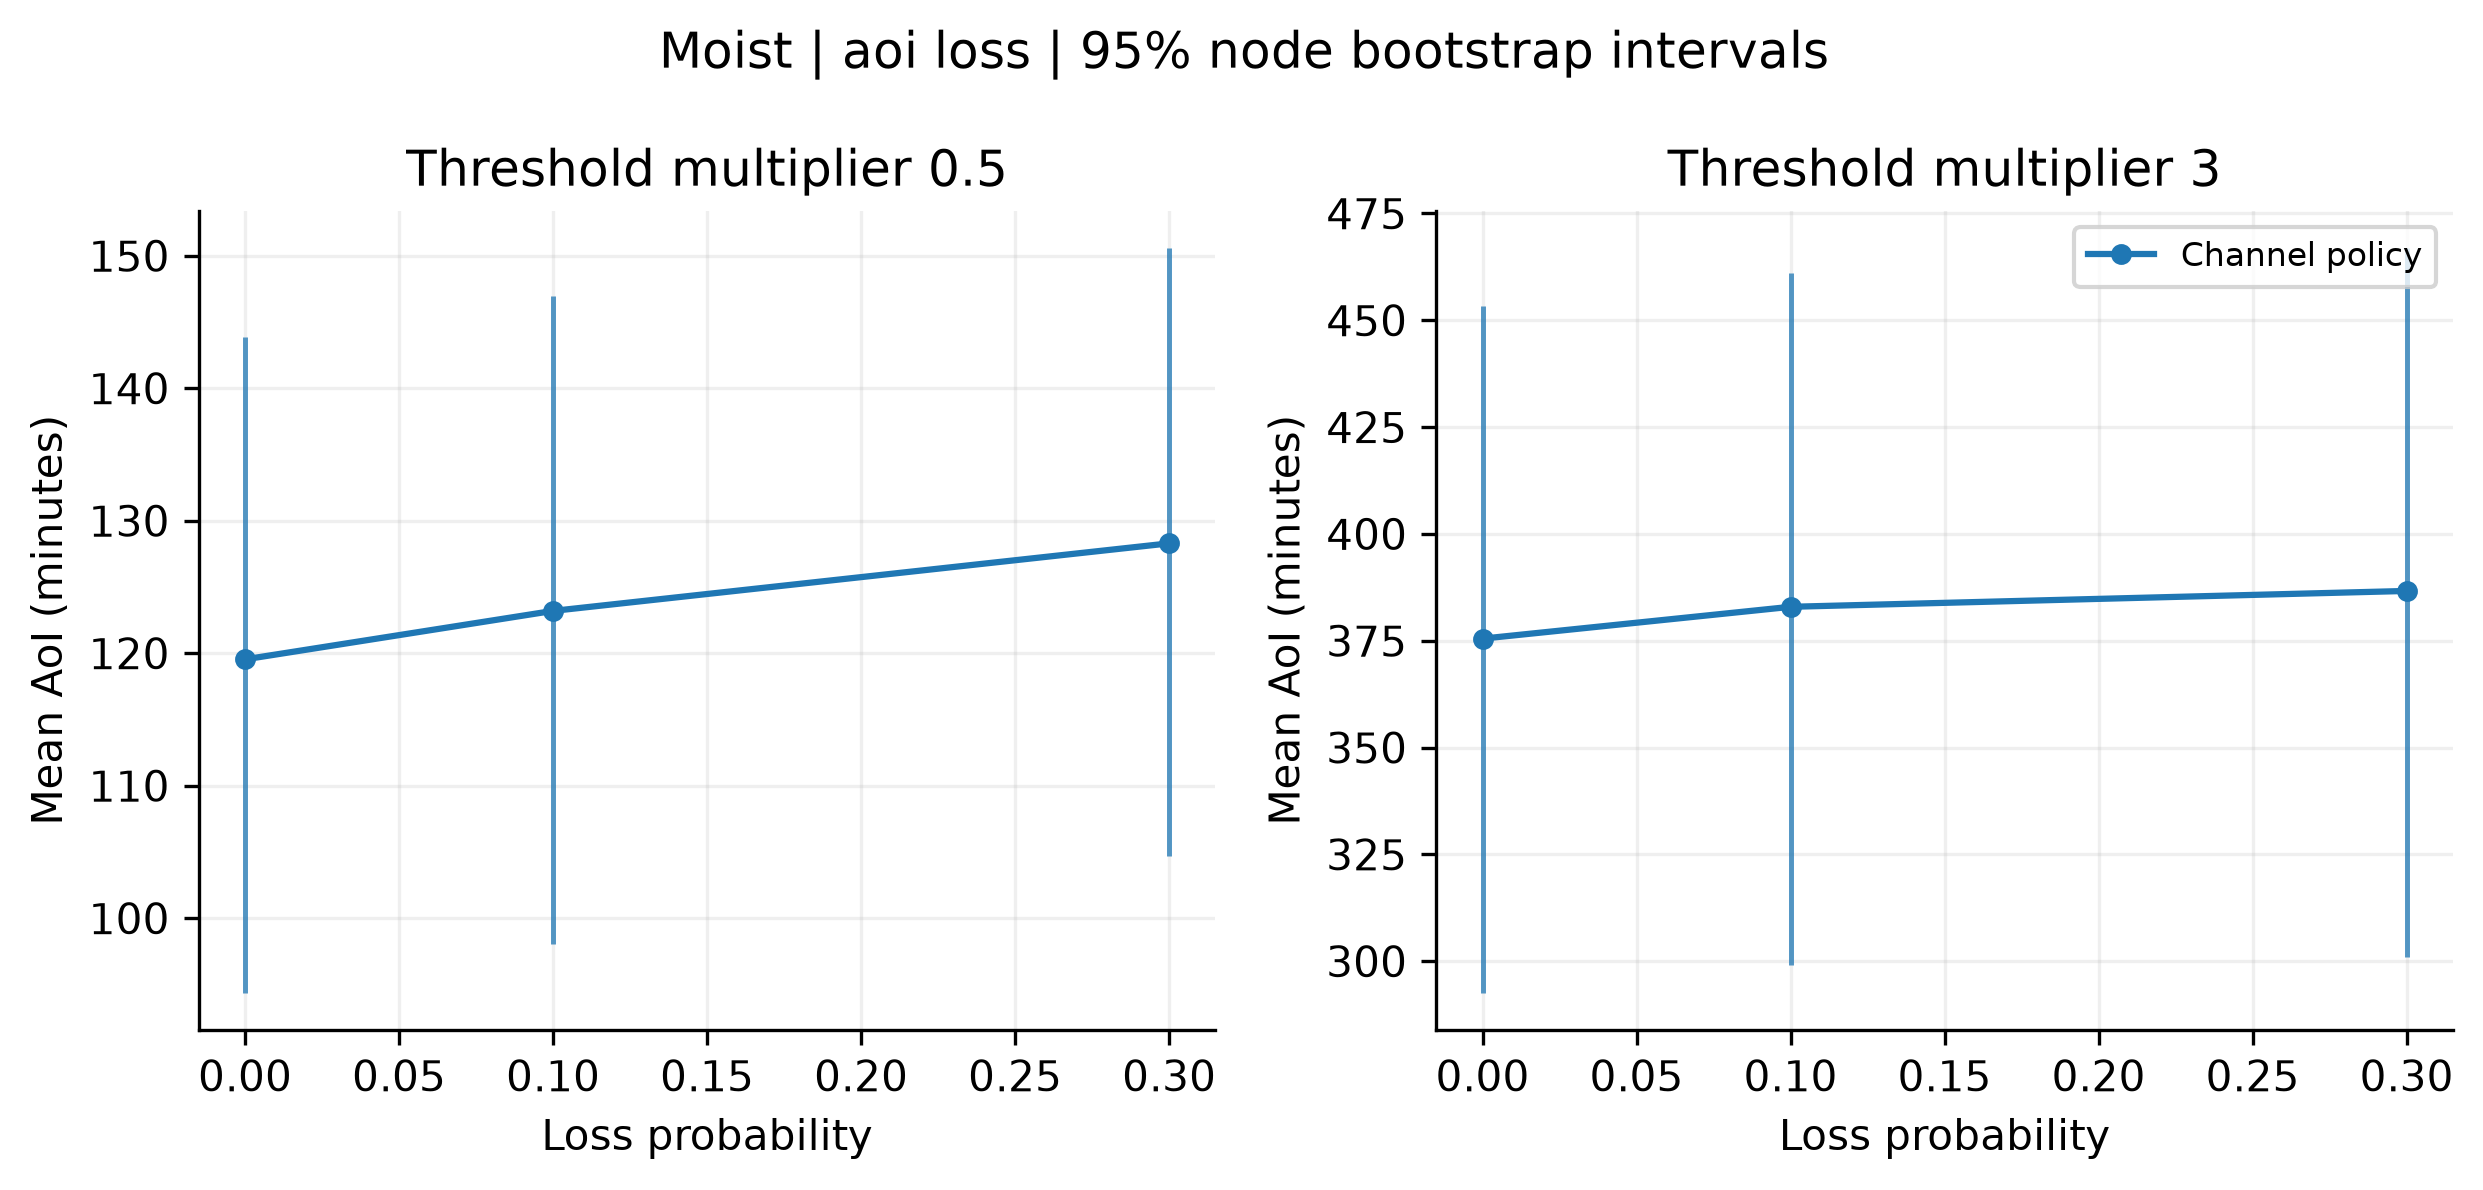 Moist | aoi loss | 95% node bootstrap intervals
Threshold multiplier 0.5
Mean AoI (minutes)
150
140
130
120
110
100
0.00 0.05 0.10 0.15 0.20 0.25 0.30
Loss probability
Threshold multiplier 3
Channel policy
Mean AoI (minutes)
475
450
425
400
375
350
325
300
0.00 0.05 0.10 0.15 0.20 0.25 0.30
Loss probability